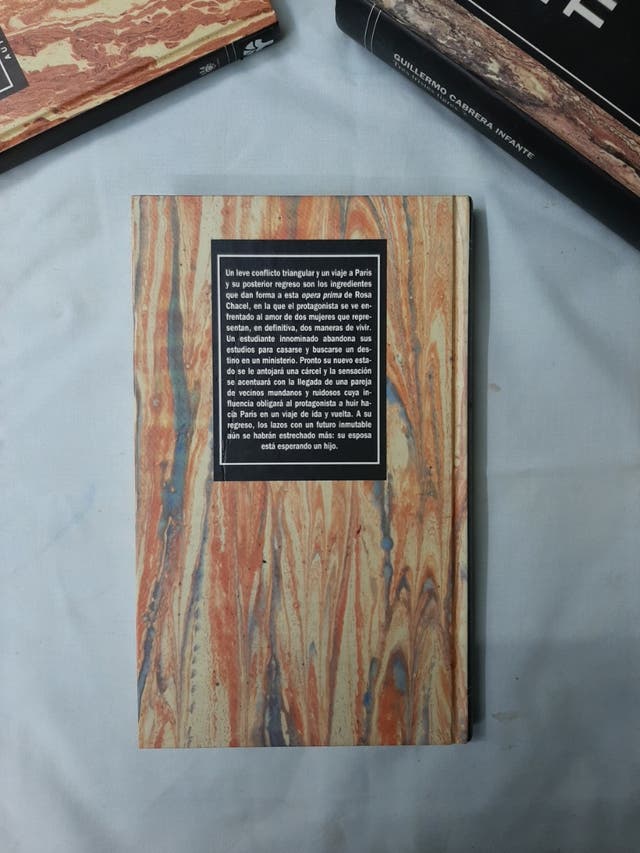 GUILLERMO CABRERA INFANTE
Tres tristes tigres
Un leve conflicto triangular y un viaje a París
y su posterior regreso son los ingredientes
que dan forma a esta opera prima de Rosa
Chacel, en la que el protagonista se ve en-
frentado al amor de dos mujeres que repre-
sentan, en definitiva, dos maneras de vivir.
Un estudiante innominado abandona sus
estudios para casarse y buscarse un des-
tino en un ministerio. Pronto su nuevo esta-
do se le antojará una cárcel y la sensación
se acentuará con la llegada de una pareja
de vecinos mundanos y ruidosos cuya in-
fluencia obligará al protagonista a huir ha-
cía París en un viaje de ida y vuelta. A su
regreso, los lazos con un futuro inmutable
aún se habrán estrechado más: su esposa
está esperando un hijo.